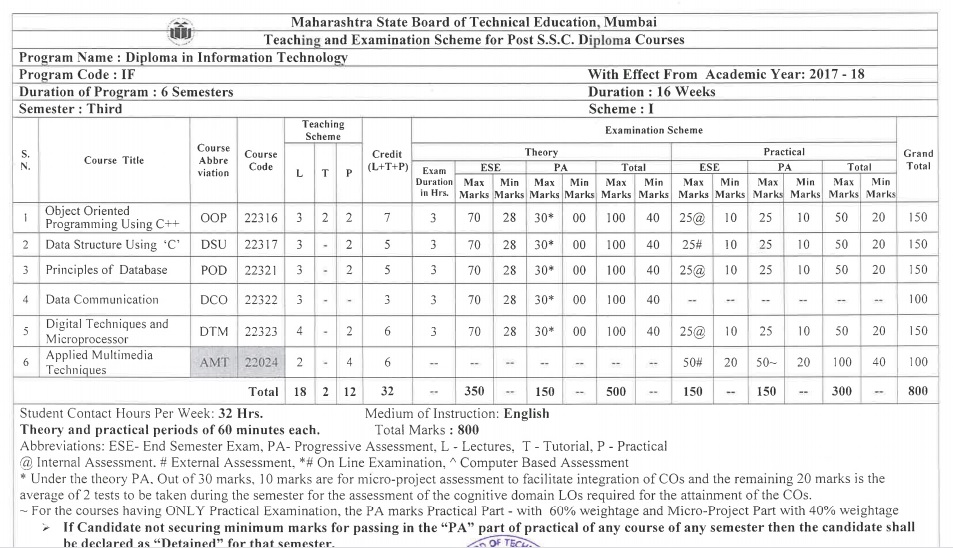 Maharashtra State Board of Technical Education, Mumbai
Teaching and Examination Scheme for Post S.S.C. Diploma Courses
Program Name : Diploma in Information Technology
Program Code : IF With Effect From Academic Year: 2017 - 18
Duration of Program : 6 Semesters Duration : 16 Weeks
Semester : Third Scheme : I
S. N. Course Title Course Abbre viation Course Code Teaching Scheme Credit (L+T+P) Examination Scheme Grand Total
L T P Exam Duration in Hrs. Theory Practical
ESE PA Total ESE PA Total
Max Marks Min Marks Max Marks Min Marks Max Marks Min Marks Max Marks Min Marks Max Marks Min Marks Max Marks Min Marks
1 Object Oriented Programming Using C++ OOP 22316 3 2 2 7 3 70 28 30* 00 100 40 25@ 10 25 10 50 20 150
2 Data Structure Using ‘C’ DSU 22317 3 - 2 5 3 70 28 30* 00 100 40 25# 10 25 10 50 20 150
3 Principles of Database POD 22321 3 - 2 5 3 70 28 30* 00 100 40 25@ 10 25 10 50 20 150
4 Data Communication DCO 22322 3 - - 3 3 70 28 30* 00 100 40 -- -- -- -- -- -- 100
5 Digital Techniques and Microprocessor DTM 22323 4 - 2 6 3 70 28 30* 00 100 40 25@ 10 25 10 50 20 150
6 Applied Multimedia Techniques AMT 22024 2 - 4 6 -- -- -- -- -- -- -- 50# 20 50~ 20 100 40 100
Total 18 2 12 32 -- 350 -- 150 -- 500 -- 150 -- 150 -- 300 -- 800
Student Contact Hours Per Week: 32 Hrs. Medium of Instruction: English
Theory and practical periods of 60 minutes each. Total Marks : 800
Abbreviations: ESE- End Semester Exam, PA- Progressive Assessment, L - Lectures, T - Tutorial, P - Practical
@ Internal Assessment, # External Assessment, *# On Line Examination, ^ Computer Based Assessment
* Under the theory PA, Out of 30 marks, 10 marks are for micro-project assessment to facilitate integration of COs and the remaining 20 marks is the
average of 2 tests to be taken during the semester for the assessment of the cognitive domain LOs required for the attainment of the COs.
~ For the courses having ONLY Practical Examination, the PA marks Practical Part - with 60% weightage and Micro-Project Part with 40% weightage
➤ If Candidate not securing minimum marks for passing in the “PA” part of practical of any course of any semester then the candidate shall
be declared as “Detained” for that semester.
OF TECH